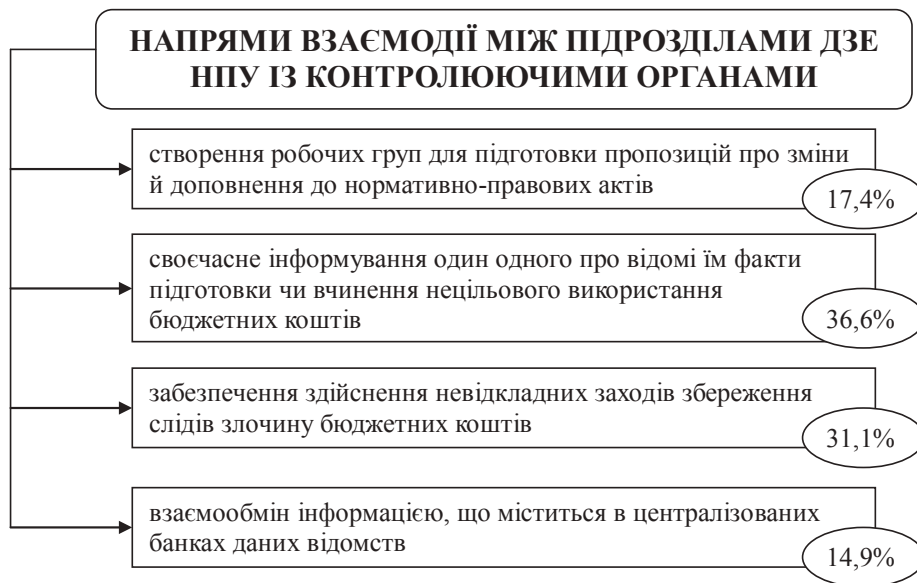 НАПРЯМИ ВЗАЄМОДІЇ МІЖ ПІДРОЗДІЛАМИ ДЗЕ
НПУ ІЗ КОНТРОЛЮЮЧИМИ ОРГАНАМИ
створення робочих груп для підготовки пропозицій про зміни
й доповнення до нормативно-правових актів
17,4%
своєчасне інформування один одного про відомі їм факти
підготовки чи вчинення нецільового використання
бюджетних коштів
36,6%
забезпечення здійснення невідкладних заходів збереження
слідів злочину бюджетних коштів
31,1%
взаємообмін інформацією, що міститься в централізованих
банках даних відомств
14,9%